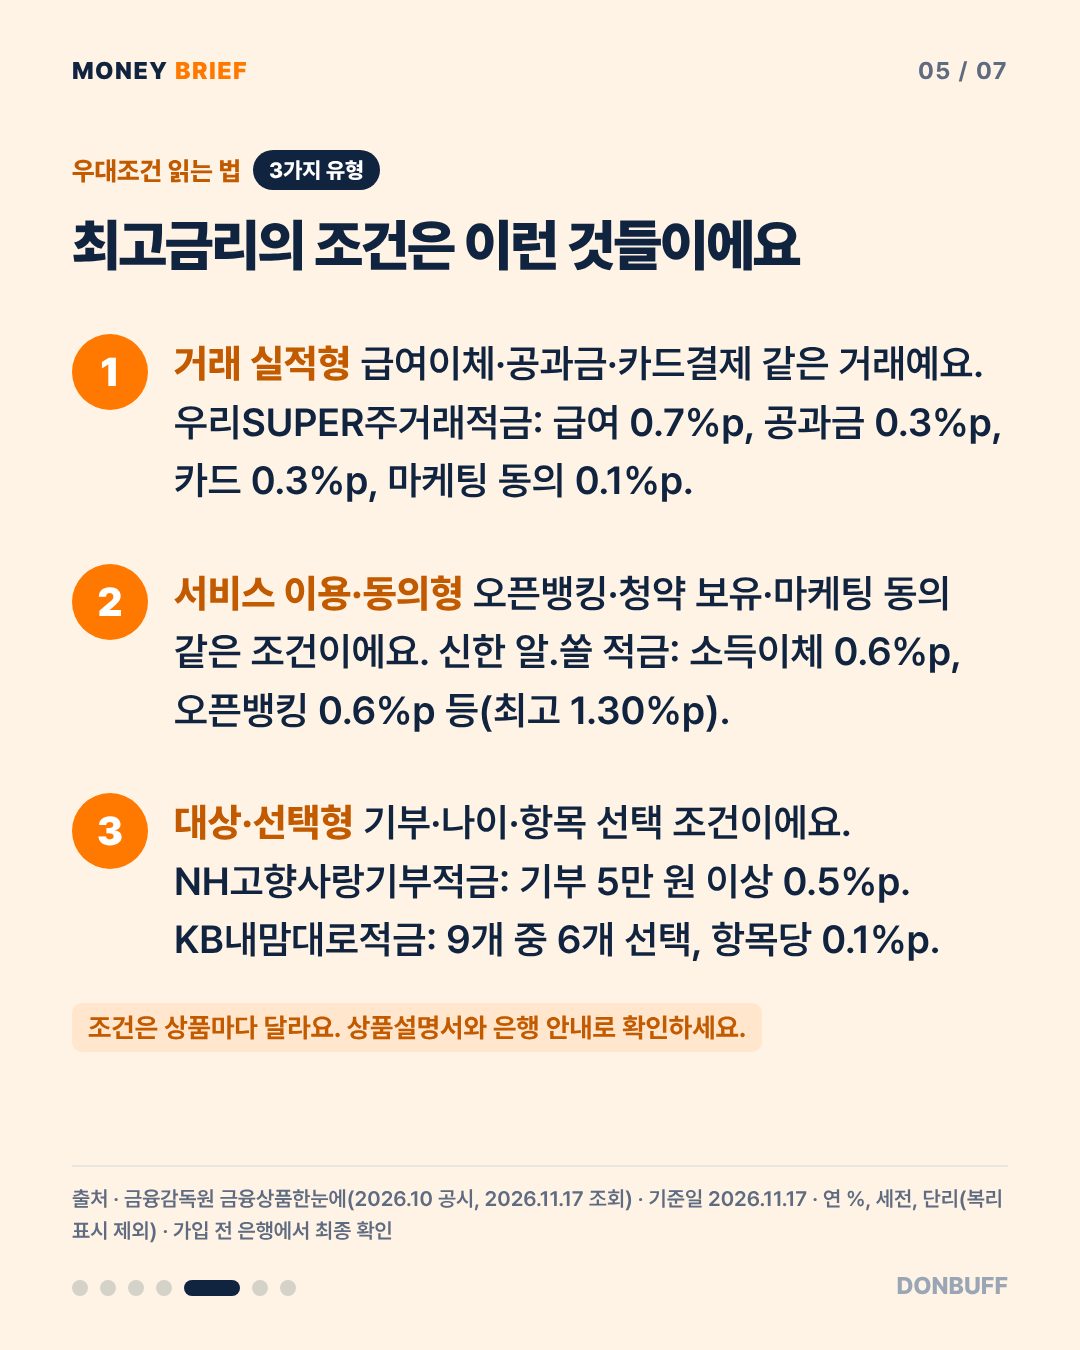 MONEY BRIEF
05 / 07
우대조건 읽는 법 3가지 유형
최고금리의 조건은 이런 것들이에요
1 거래 실적형 급여이체·공과금·카드결제 같은 거래예요.
우리SUPER주거래적금: 급여 0.7%p, 공과금 0.3%p,
카드 0.3%p, 마케팅 동의 0.1%p.
2 서비스 이용·동의형 오픈뱅킹·청약 보유·마케팅 동의
같은 조건이에요. 신한 알.쏠 적금: 소득이체 0.6%p,
오픈뱅킹 0.6%p 등(최고 1.30%p).
3 대상·선택형 기부·나이·항목 선택 조건이에요.
NH고향사랑기부적금: 기부 5만 원 이상 0.5%p.
KB내맘대로적금: 9개 중 6개 선택, 항목당 0.1%p.
조건은 상품마다 달라요. 상품설명서와 은행 안내로 확인하세요.
출처 · 금융감독원 금융상품한눈에(2026.10 공시, 2026.11.17 조회) · 기준일 2026.11.17 · 연 %, 세전, 단리(복리
표시 제외) · 가입 전 은행에서 최종 확인
DONBUFF